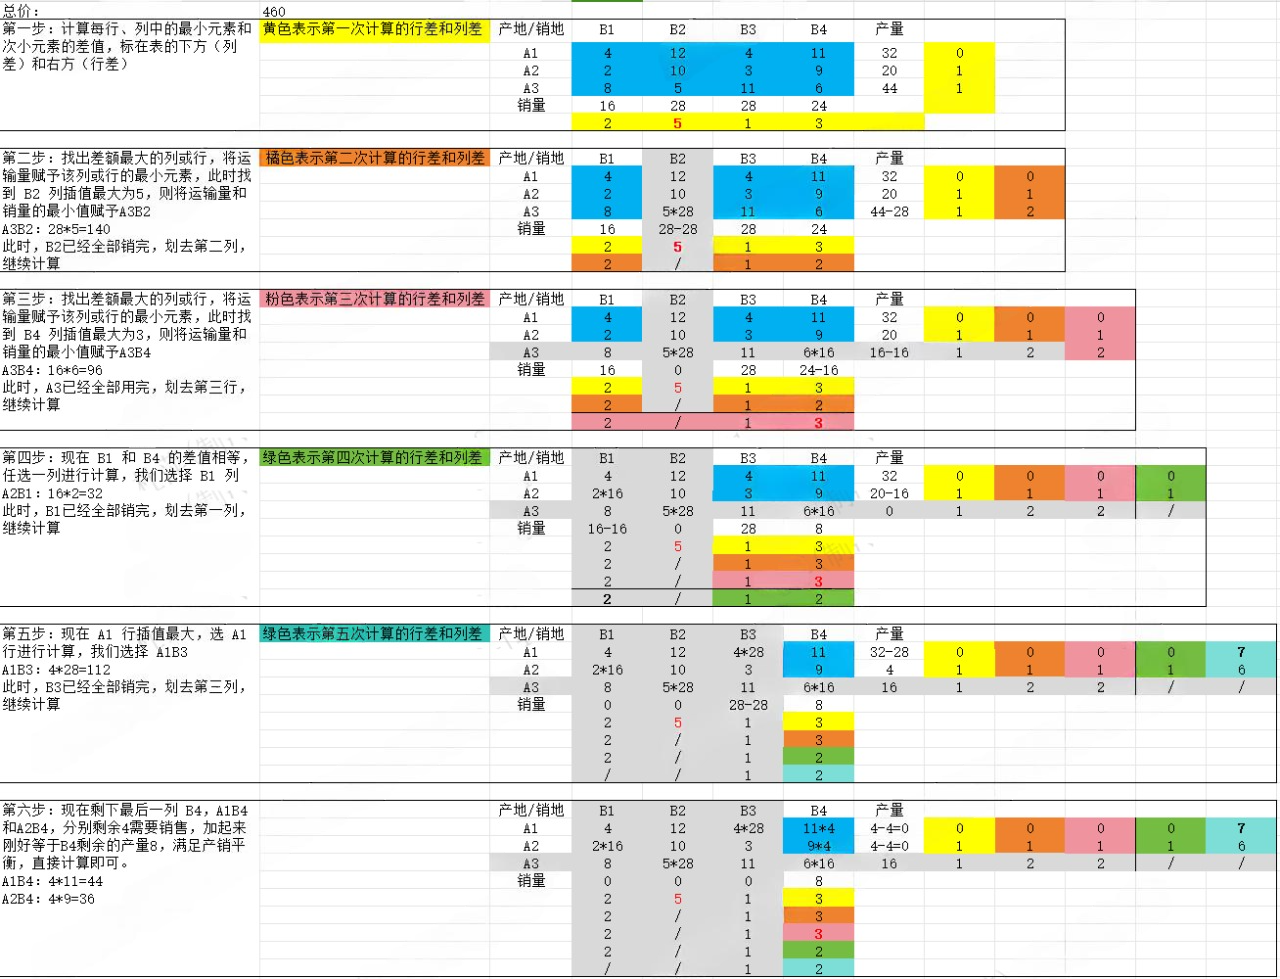 总价： 460
第一步：计算每行、列中的最小元素和 黄色表示第一次计算的行差和列差 产地/销地 B1 B2 B3 B4 产量
次小元素的差值，标在表的下方（列
差）和右方（行差）
A1 4 12 4 11 32 0
A2 2 10 3 9 20 1
A3 8 5 11 6 44 1
销量 16 28 28 24
2 5 1 3
第二步：找出差额最大的列或行，将运 橘色表示第二次计算的行差和列差 产地/销地 B1 B2 B3 B4 产量
输量赋予该列或行的最小元素，此时找 A1 4 12 4 11 32 0 0
到 B2 列插值最大为5，则将运输量和 A2 2 10 3 9 20 1 1
销量的最小值赋予A3B2 A3 8 5*28 11 6 44-28 1 2
A3B2：28*5=140 销量 16 28-28 28 24
此时，B2已经全部销完，划去第二列， 2 5 1 3
继续计算 2 / 1 2
第三步：找出差额最大的列或行，将运 粉色表示第三次计算的行差和列差 产地/销地 B1 B2 B3 B4 产量
输量赋予该列或行的最小元素，此时找 A1 4 12 4 11 32 0 0 0
到 B4 列插值最大为3，则将运输量和 A2 2 10 3 9 20 1 1 1
销量的最小值赋予A3B4 A3 8 5*28 11 6*16 16-16 1 2 2
A3B4：16*6=96 销量 16 0 28 24-16
此时，A3已经全部用完，划去第三行， 2 5 1 3
继续计算 2 / 1 2
2 / 1 3
第四步：现在 B1 和 B4 的差值相等， 绿色表示第四次计算的行差和列差 产地/销地 B1 B2 B3 B4 产量
任选一列进行计算，我们选择 B1 列 A1 4 12 4 11 32 0 0 0 0
A2B1：16*2=32 A2 2*16 10 3 9 20-16 1 1 1 1
此时，B1已经全部销完，划去第一列， A3 8 5*28 11 6*16 0 1 2 2 /
继续计算 销量 16-16 0 28 8
2 5 1 3
2 / 1 3
2 / 1 3
2 / 1 2
第五步：现在 A1 行插值最大，选 A1 绿色表示第五次计算的行差和列差 产地/销地 B1 B2 B3 B4 产量
行进行计算，我们选择 A1B3 A1 4 12 4*28 11 32-28 0 0 0 0 7
A1B3：4*28=112 A2 2*16 10 3 9 4 1 1 1 1 6
此时，B3已经全部销完，划去第三列， A3 8 5*28 11 6*16 16 1 2 2 / /
继续计算 销量 0 0 28-28 8
2 5 1 3
2 / 1 3
2 / 1 2
/ / 1 2
第六步：现在剩下最后一列 B4，A1B4 产地/销地 B1 B2 B3 B4 产量
和A2B4，分别剩余4需要销售，加起来 A1 4 12 4*28 11*4 4-4=0 0 0 0 0 7
刚好等于B4剩余的产量8，满足产销平 A2 2*16 10 3 9*4 4-4=0 1 1 1 1 6
衡，直接计算即可。 A3 8 5*28 11 6*16 16 1 2 2 / /
A1B4：4*11=44 销量 0 0 0 8
A2B4：4*9=36 2 5 1 3
2 / 1 3
2 / 1 3
2 / 1 2
/ / 1 2